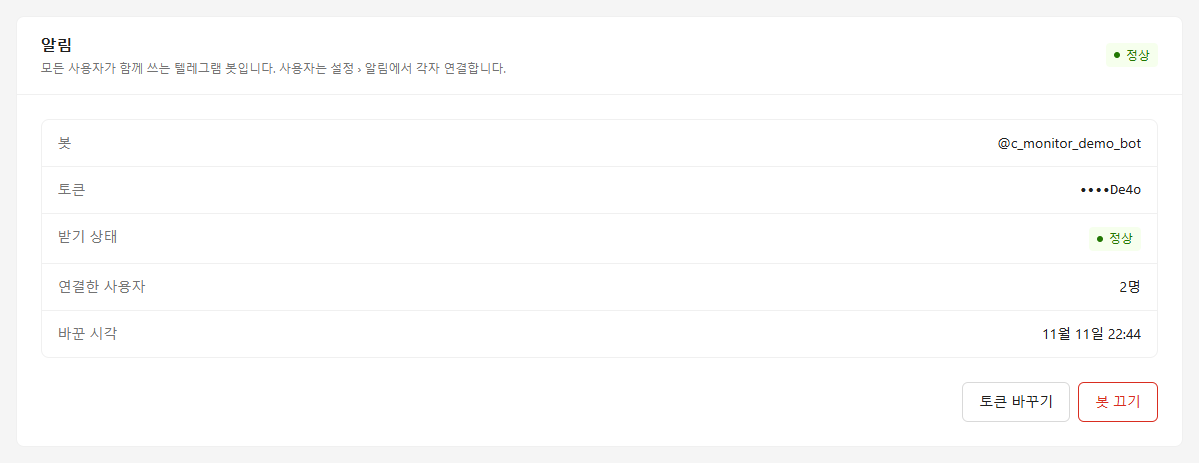 알림
모든 사용자가 함께 쓰는 텔레그램 봇입니다. 사용자는 설정 › 알림에서 각자 연결합니다.
정상
봇
@c_monitor_demo_bot
토큰
••••De4o
받기 상태
정상
연결한 사용자
2명
바꾼 시각
11월 11일 22:44
토큰 바꾸기
봇 끄기